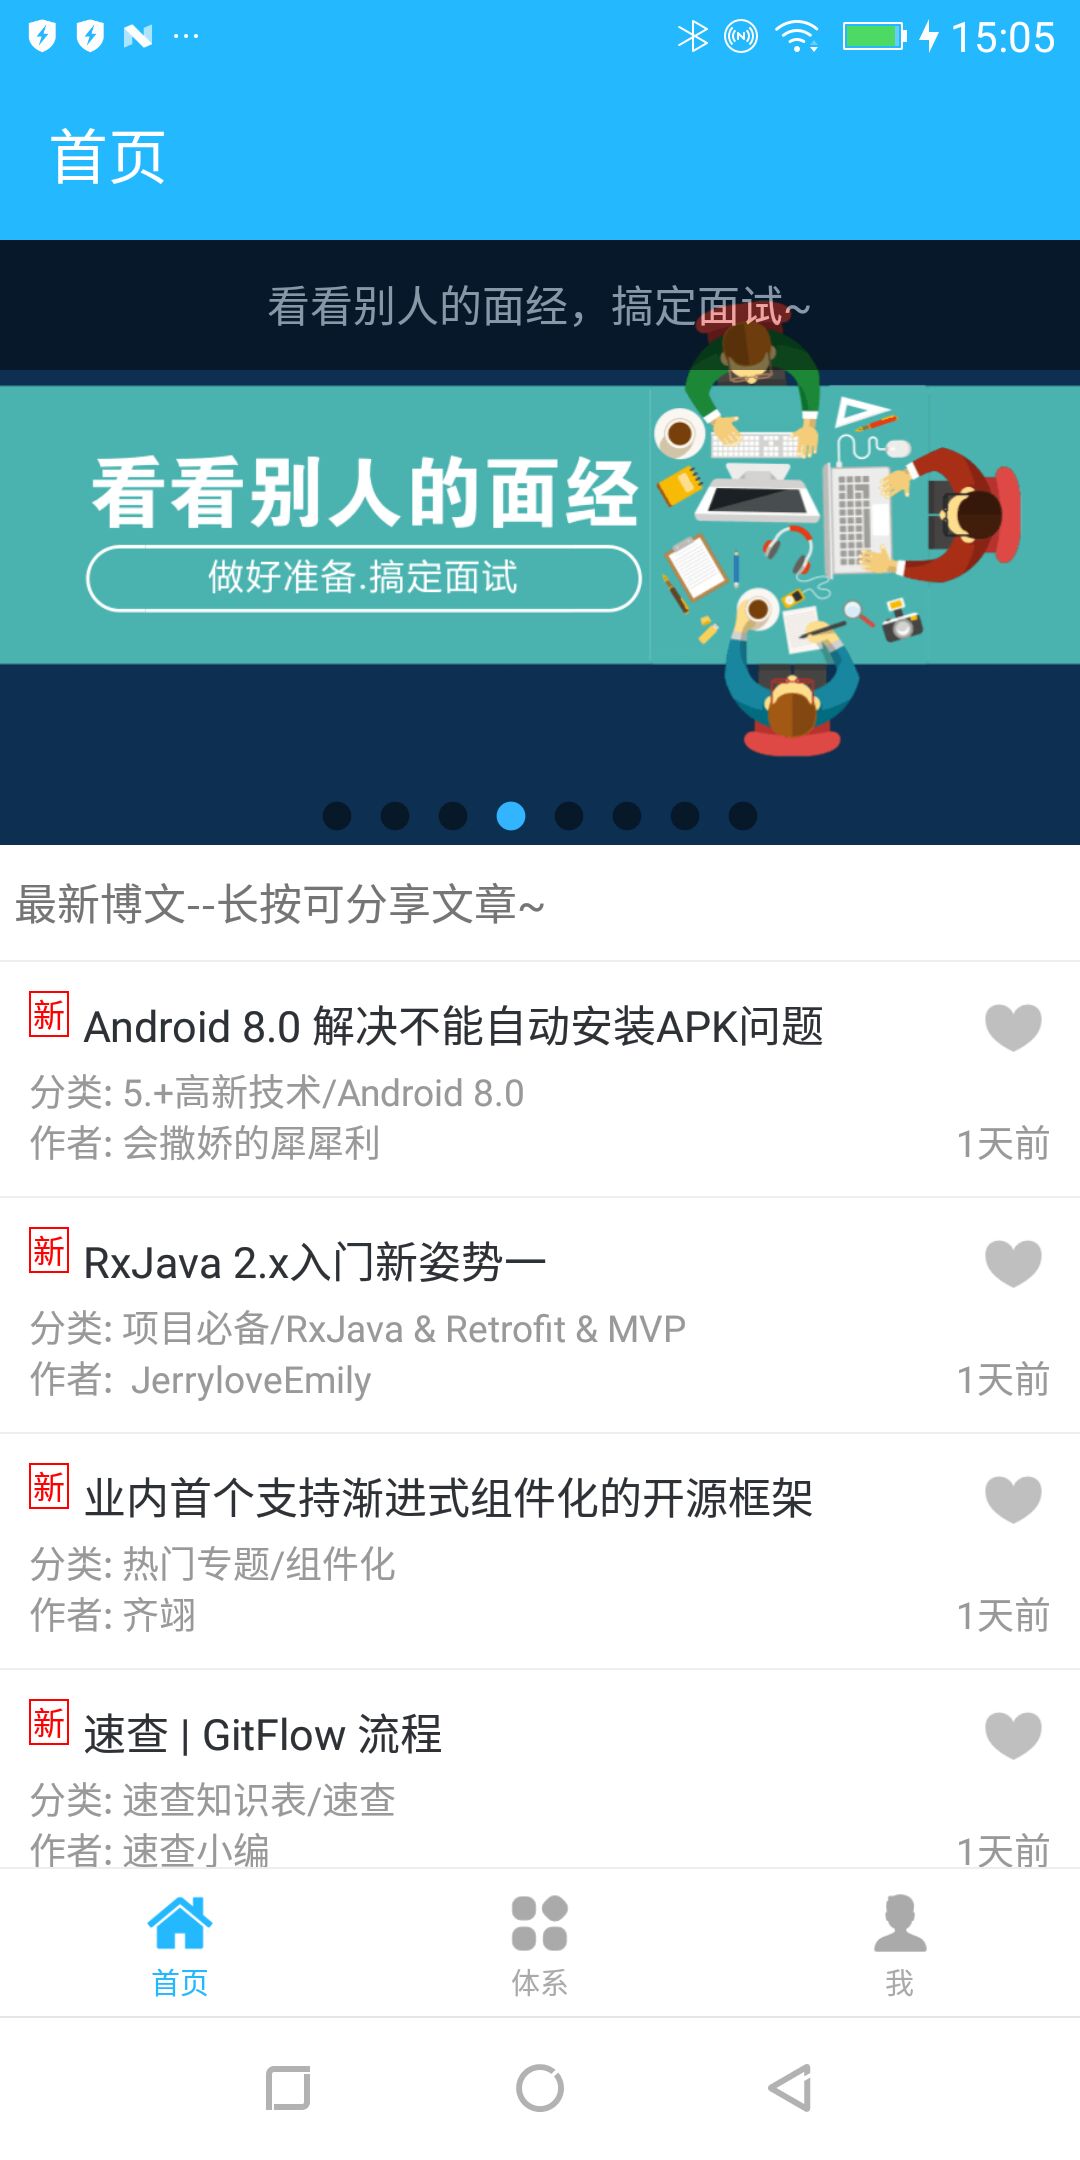 15:05
首页
看看别人的面经，搞定面试~
看看别人的面经
做好准备.搞定面试
最新博文--长按可分享文章~
新 Android 8.0 解决不能自动安装APK问题
分类: 5.+高新技术/Android 8.0
作者: 会撒娇的犀犀利 1天前
新 RxJava 2.x入门新姿势一
分类: 项目必备/RxJava & Retrofit & MVP
作者: JerryloveEmily 1天前
新 业内首个支持渐进式组件化的开源框架
分类: 热门专题/组件化
作者: 齐翊 1天前
新 速查 | GitFlow 流程
分类: 速查知识表/速查
作者: 速查小编 1天前
首页 体系 我